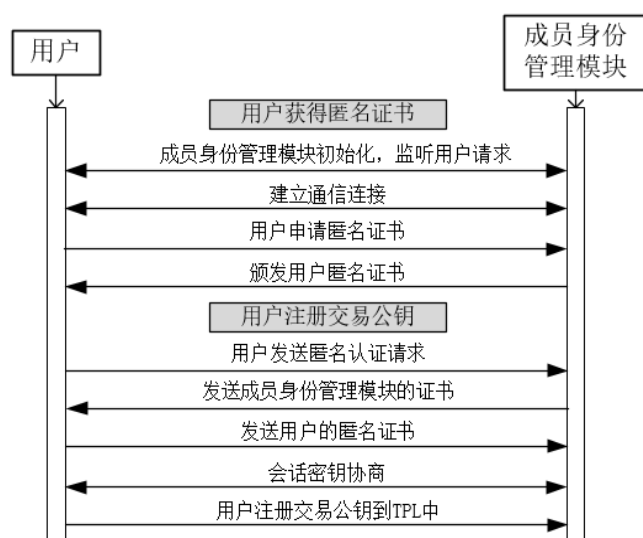 用户
成员身份
管理模块
用户获得匿名证书
成员身份管理模块初始化，监听用户请求
建立通信连接
用户申请匿名证书
颁发用户匿名证书
用户注册交易公钥
用户发送匿名认证请求
发送成员身份管理模块的证书
发送用户的匿名证书
会话密钥协商
用户注册交易公钥到TPL中